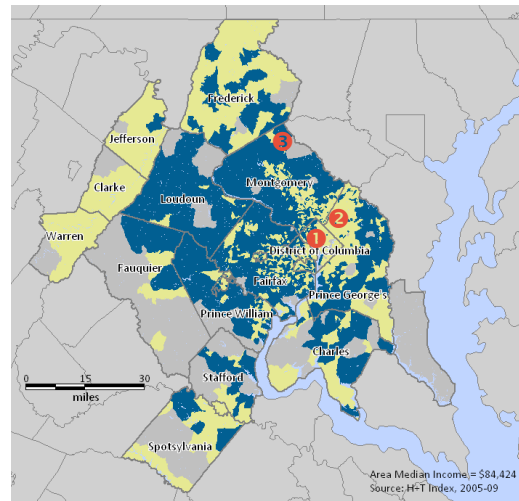 Frederick
3
Jefferson
Montgomery
Clarke
Loudoun
2
Warren
1
District of Columbia
Fauquier
Fairfax
Prince George's
Prince William
Charles
Stafford
0 15 30
miles
Spotsylvania
Area Median Income = $84,424
Source: H+T Index, 2005-09